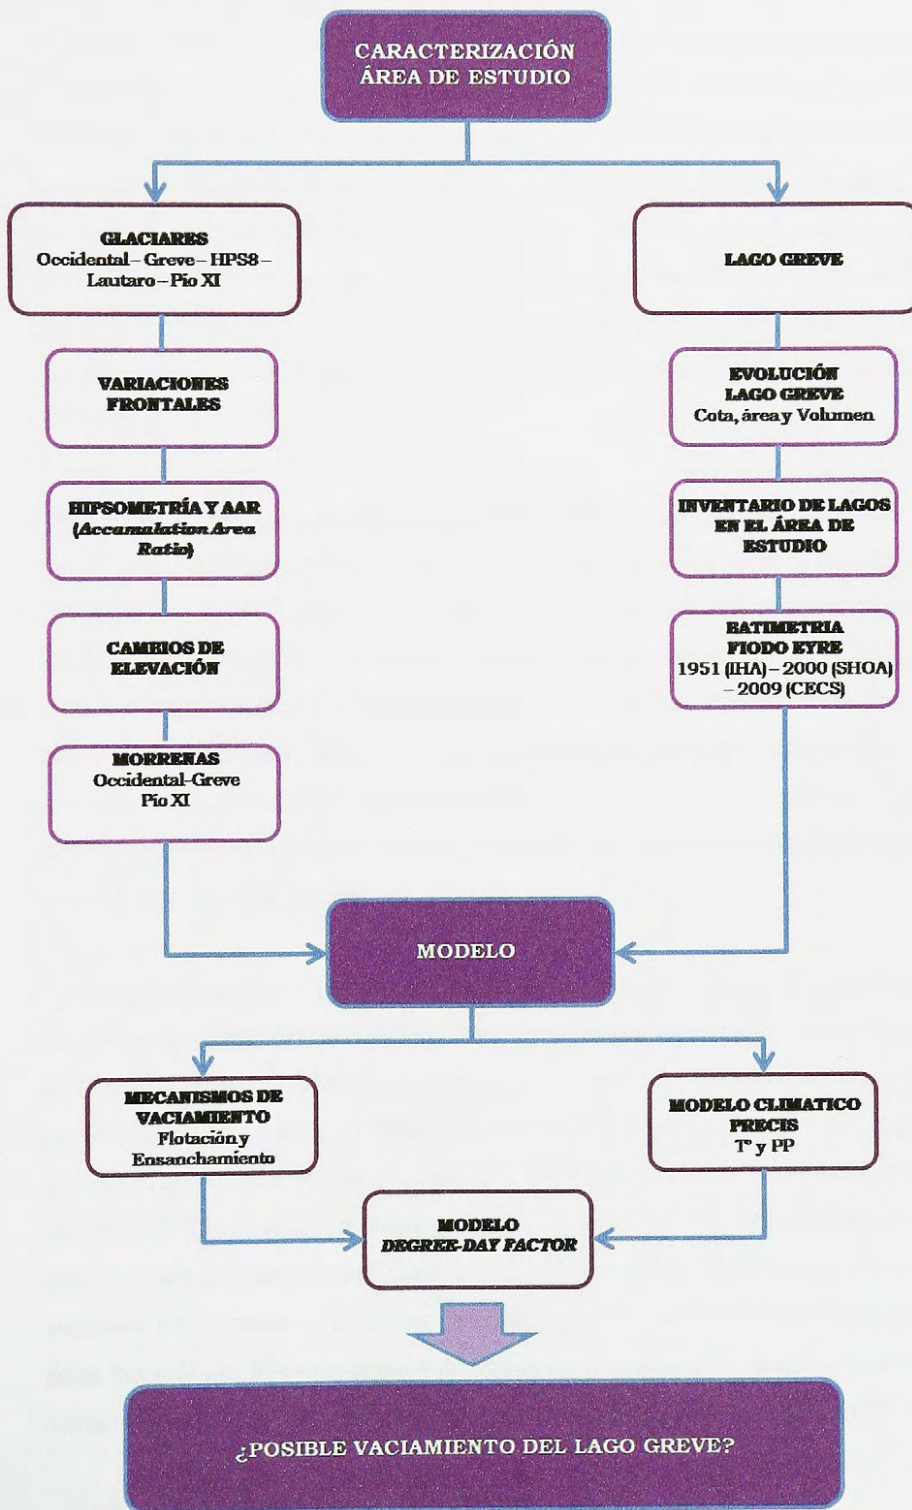 CARACTERIZACIÓN
ÁREA DE ESTUDIO
GLACIARES
Occidental – Greve – HPS8 –
Lautaro – Pío XI
LAGO GREVE
VARIACIONES
FRONTALES
EVOLUCIÓN
LAGO GREVE
Cota, área y Volumen
HIPSOMETRÍA Y AAR
(Accamalation Area
Ratio)
INVENTARIO DE LAGOS
EN EL ÁREA DE
ESTUDIO
CAMBIOS DE
ELEVACIÓN
BATIMETRIA
FIODO EYRE
1951 (IHA) – 2000 (SHOA)
– 2009 (CECS)
MORRENAS
Occidental-Greve
Pío XI
MODELO
MECANISMOS DE
VACIAMIENTO
Flotación y
Ensanchamiento
MODELO CLIMATICO
PRECIS
T° y PP
MODELO
DEGREE-DAY FACTOR
¿POSIBLE VACIAMIENTO DEL LAGO GREVE?